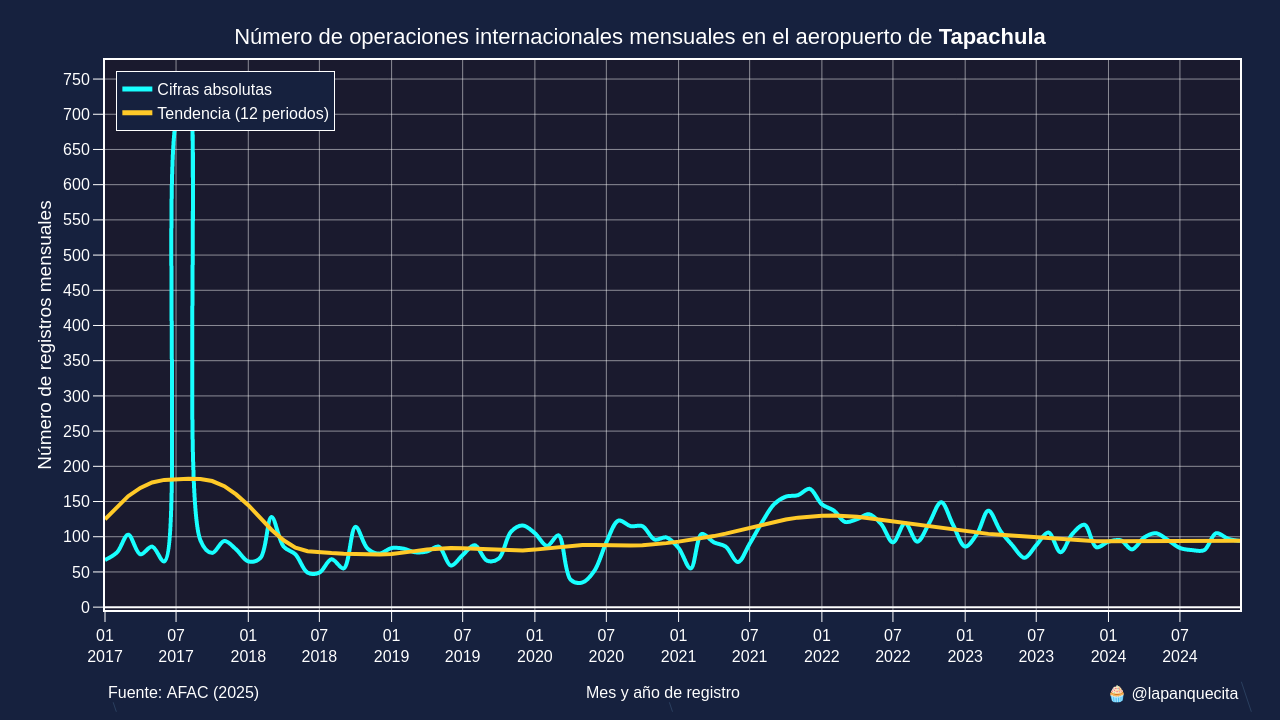 Número de operaciones internacionales mensuales en el aeropuerto de Tapachula
Cifras absolutas
Tendencia (12 periodos)
Número de registros mensuales
750
700
650
600
550
500
450
400
350
300
250
200
150
100
50
0
01 07 01 07 01 07 01 07 01 07 01 07 01 07 01 07
2017 2017 2018 2018 2019 2019 2020 2020 2021 2021 2022 2022 2023 2023 2024 2024
Fuente: AFAC (2025) Mes y año de registro 🧁 @lapanquecita